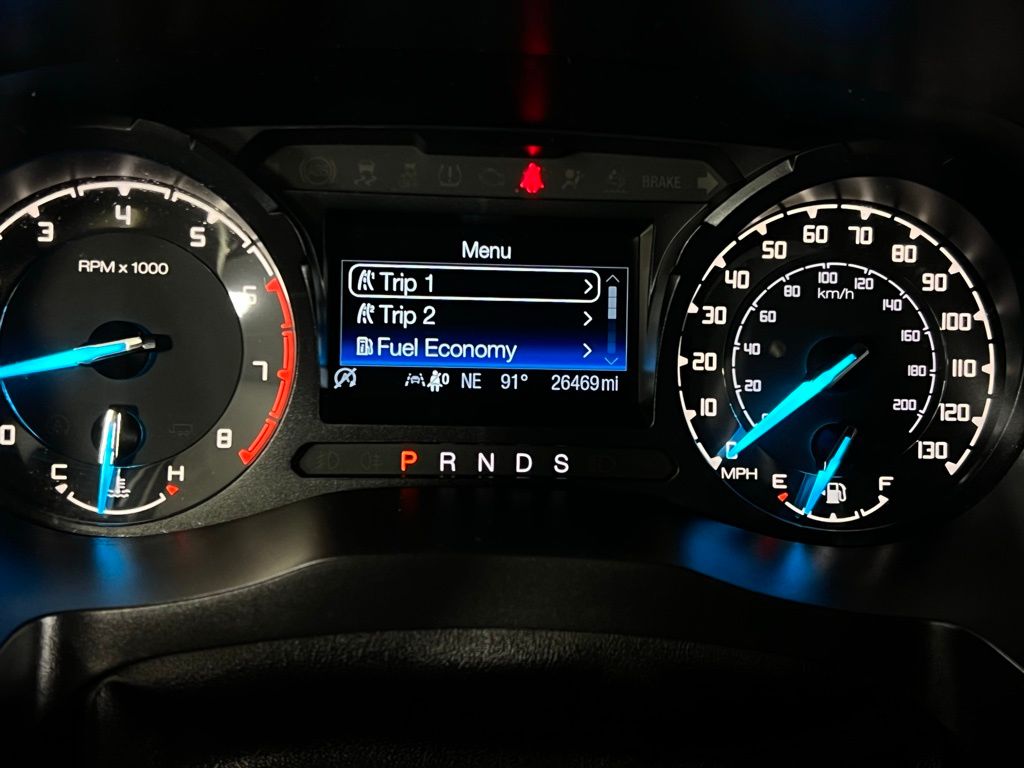 BRAKE
3 4 5 6 7 8
RPM x 1000
0
C H
Menu
Trip 1
Trip 2
Fuel Economy
NE 91° 26469 mi
P R N D S
0 10 20 30 40 50 60 70 80 90 100 110 120 130
MPH
20 40 60 80 100 120 140 160 180 200
km/h
E F